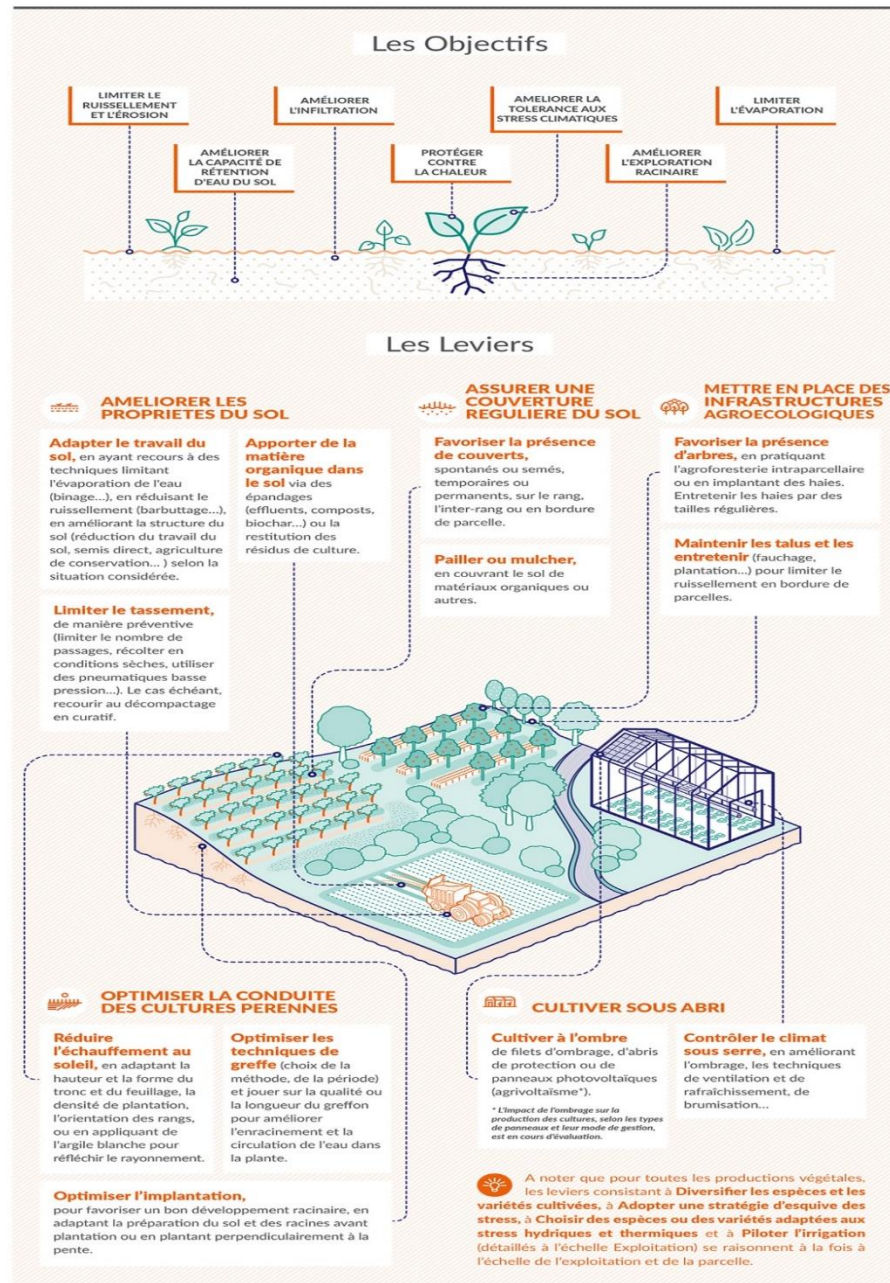 Les Objectifs
LIMITER LE
RUISSELLEMENT
ET L'ÉROSION
AMÉLIORER
L'INFILTRATION
AMELIORER LA
TOLERANCE AUX
STRESS CLIMATIQUES
LIMITER
L'ÉVAPORATION
AMÉLIORER
LA CAPACITÉ DE
RÉTENTION
D'EAU DU SOL
PROTÉGER
CONTRE
LA CHALEUR
AMÉLIORER
L'EXPLORATION
RACINAIRE
Les Leviers
AMELIORER LES
PROPRIETES DU SOL
Adapter le travail du
sol, en ayant recours à des
techniques limitant
l'évaporation de l'eau
(binage...), en réduisant le
ruissellement (barbuttage...),
en améliorant la structure du
sol (réduction du travail du
sol, semis direct, agriculture
de conservation... ) selon la
situation considérée.
Apporter de la
matière
organique dans
le sol via des
épandages
(effluents, composts,
biochar...) ou la
restitution des
résidus de culture.
Limiter le tassement,
de manière préventive
(limiter le nombre de
passages, récolter en
conditions sèches, utiliser
des pneumatiques basse
pression...). Le cas échéant,
recourir au décompactage
en curatif.
ASSURER UNE
COUVERTURE
REGULIERE DU SOL
Favoriser la présence
de couverts,
spontanés ou semés,
temporaires ou
permanents, sur le rang,
l'inter-rang ou en bordure
de parcelle.
Pailler ou mulcher,
en couvrant le sol de
matériaux organiques ou
autres.
METTRE EN PLACE DES
INFRASTRUCTURES
AGROECOLOGIQUES
Favoriser la présence
d'arbres, en pratiquant
l'agroforesterie intraparcellaire
ou en implantant des haies.
Entretenir les haies par des
tailles régulières.
Maintenir les talus et les
entretenir (fauchage,
plantation...) pour limiter le
ruissellement en bordure de
parcelles.
OPTIMISER LA CONDUITE
DES CULTURES PERENNES
Réduire
l'échauffement au
soleil, en adaptant la
hauteur et la forme du
tronc et du feuillage, la
densité de plantation,
l'orientation des rangs,
ou en appliquant de
l'argile blanche pour
réfléchir le rayonnement.
Optimiser les
techniques de
greffe (choix de la
méthode, de la période)
et jouer sur la qualité ou
la longueur du greffon
pour améliorer
l'enracinement et la
circulation de l'eau dans
la plante.
Optimiser l'implantation,
pour favoriser un bon développement racinaire, en
adaptant la préparation du sol et des racines avant
plantation ou en plantant perpendiculairement à la
pente.
CULTIVER SOUS ABRI
Cultiver à l'ombre
de filets d'ombrage, d'abris
de protection ou de
panneaux photovoltaïques
(agrivoltaïsme*).
* L'impact de l'ombrage sur la
production des cultures, selon les types
de panneaux et leur mode de gestion,
est en cours d'évaluation.
Contrôler le climat
sous serre, en améliorant
l'ombrage, les techniques
de ventilation et de
rafraîchissement, de
brumisation...
A noter que pour toutes les productions végétales,
les leviers consistant à Diversifier les espèces et les
variétés cultivées, à Adopter une stratégie d'esquive des
stress, à Choisir des espèces ou des variétés adaptées aux
stress hydriques et thermiques et à Piloter l'irrigation
(détaillés à l'échelle Exploitation) se raisonnent à la fois à
l'échelle de l'exploitation et de la parcelle.